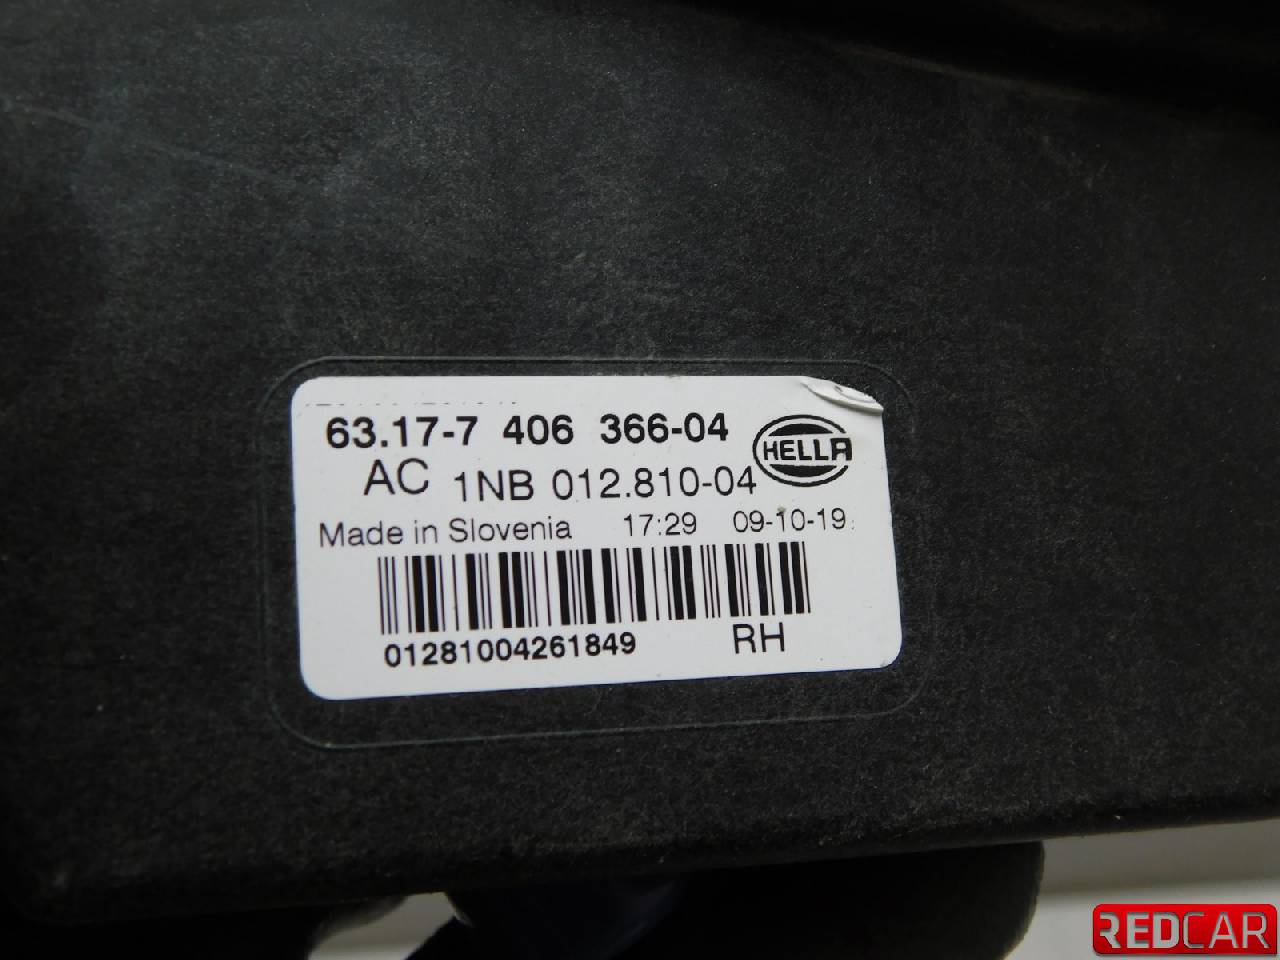 63.17-7 406 366-04
HELLA
AC 1NB 012.810-04
Made in Slovenia 17:29 09-10-19
01281004261849 RH
REDCAR